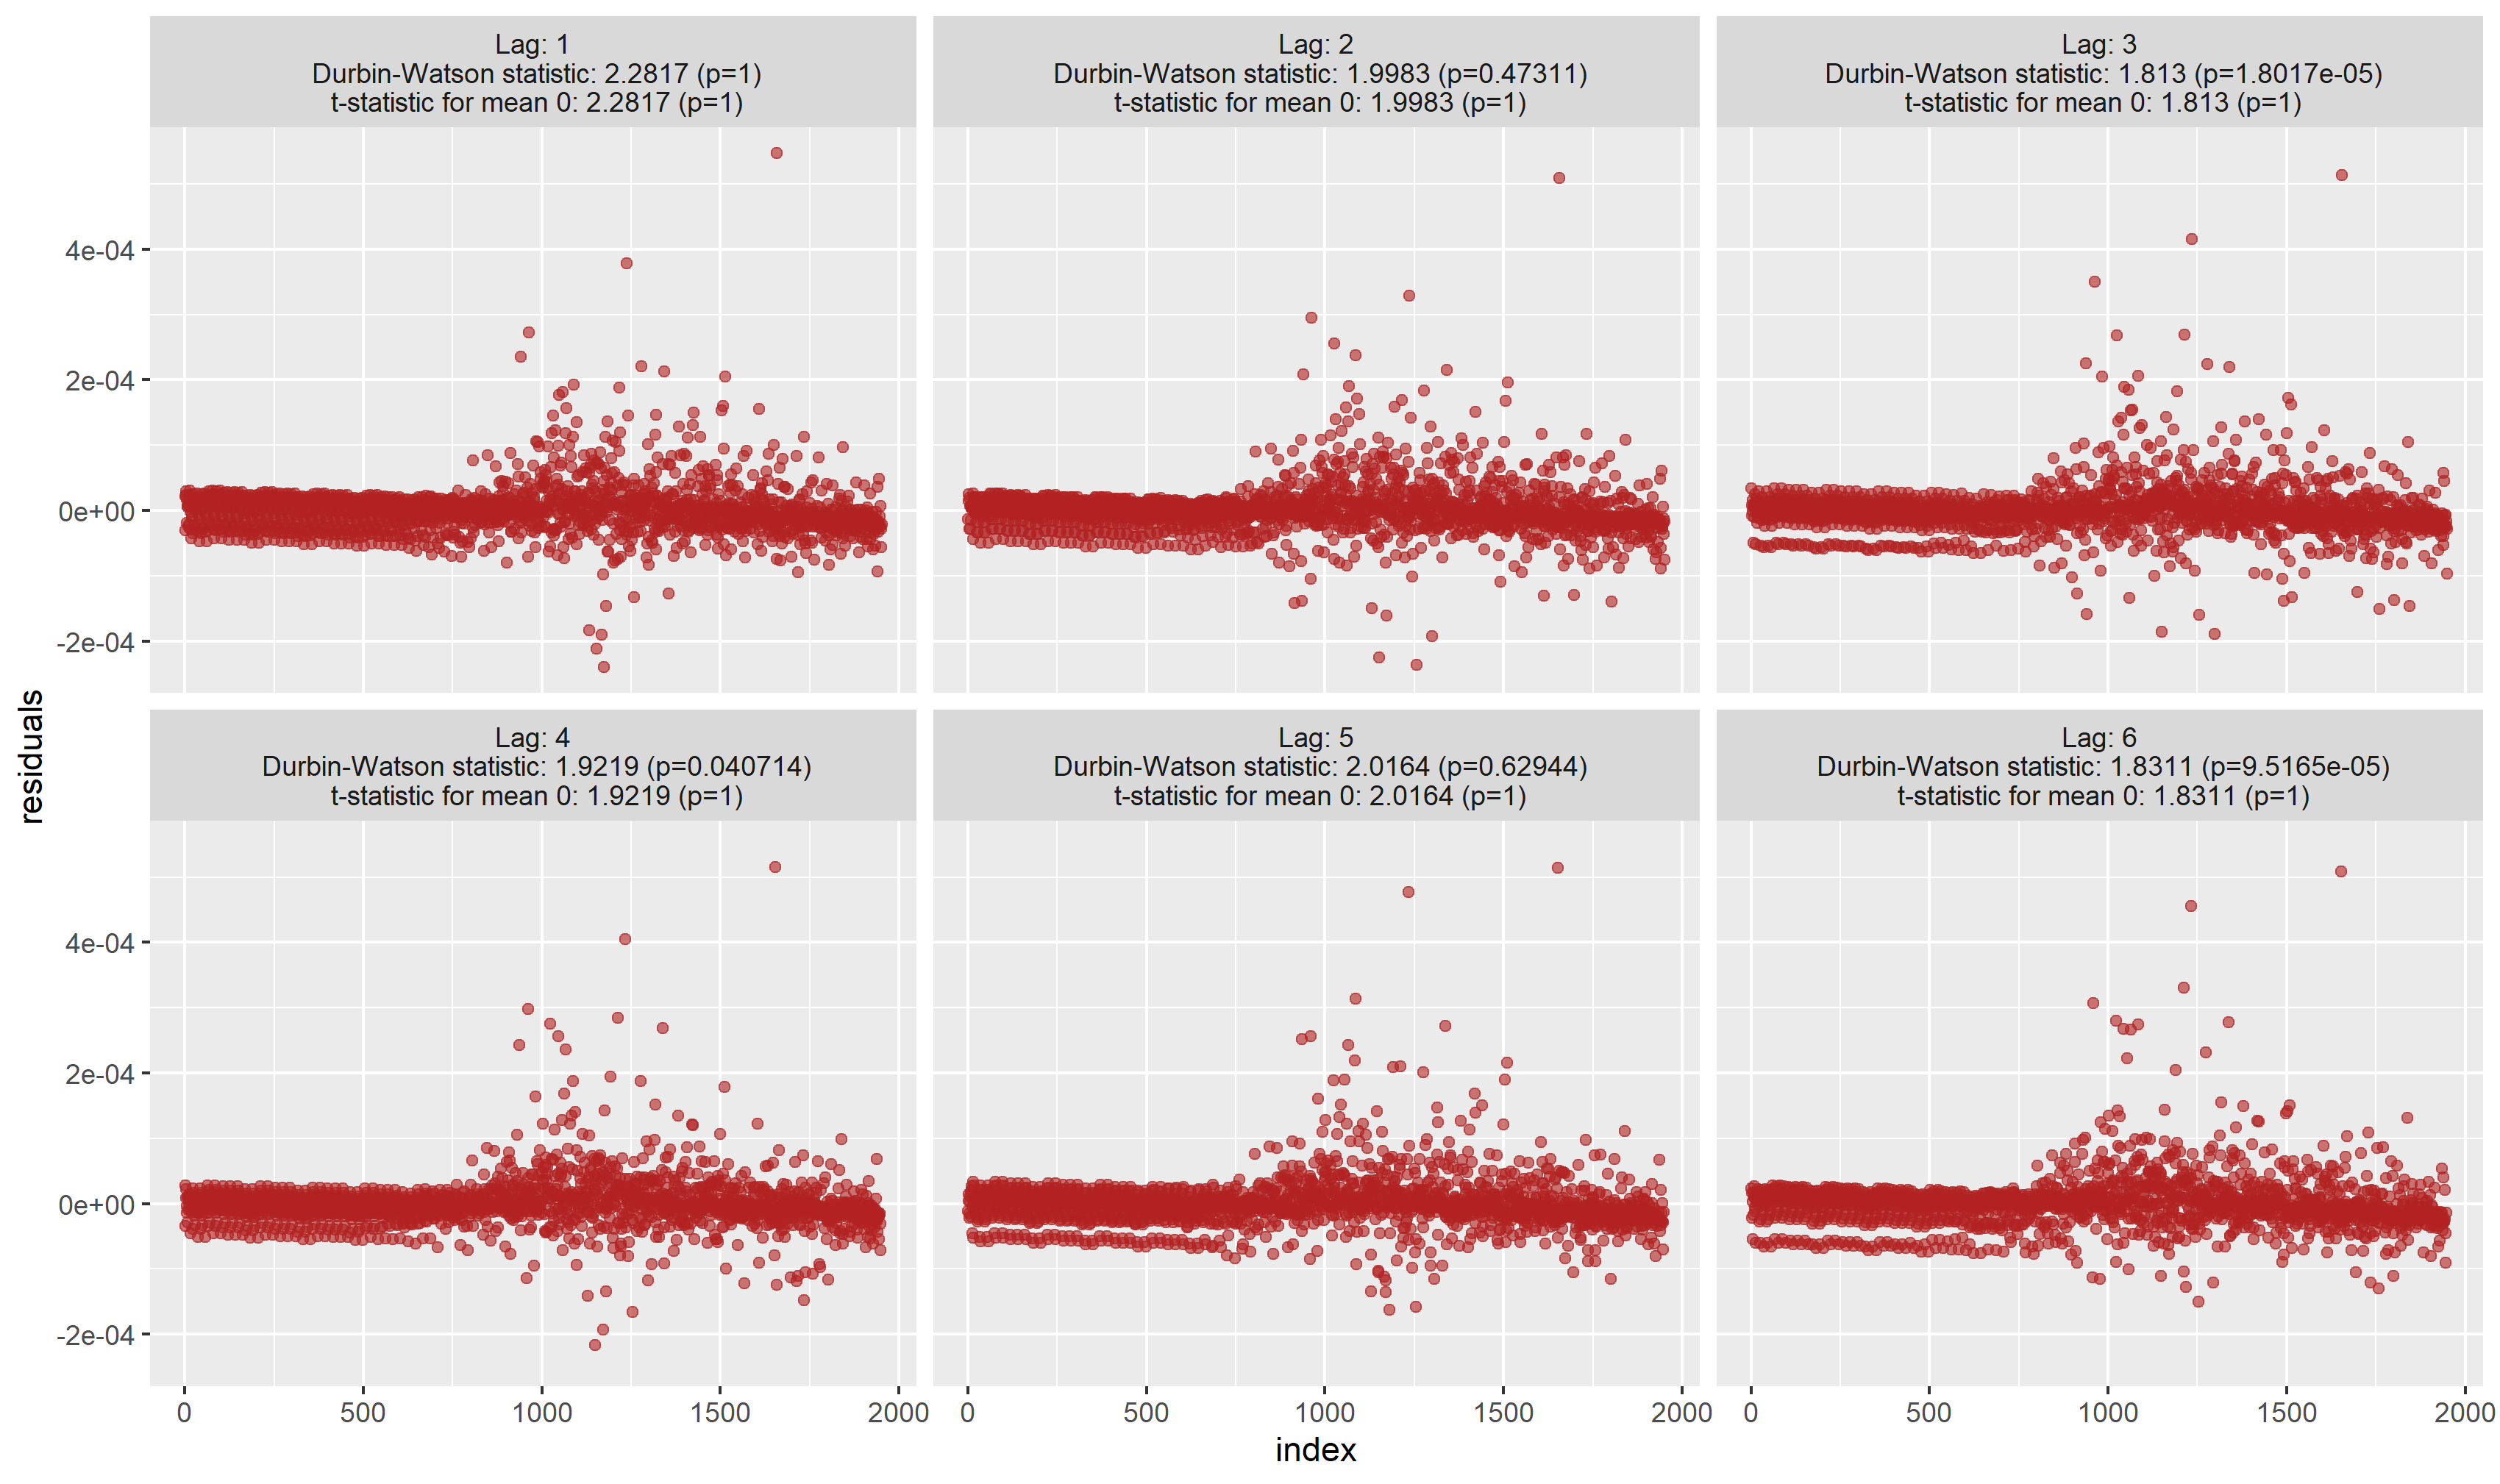 Lag: 1
Durbin-Watson statistic: 2.2817 (p=1)
t-statistic for mean 0: 2.2817 (p=1)
Lag: 2
Durbin-Watson statistic: 1.9983 (p=0.47311)
t-statistic for mean 0: 1.9983 (p=1)
Lag: 3
Durbin-Watson statistic: 1.813 (p=1.8017e-05)
t-statistic for mean 0: 1.813 (p=1)
4e-04
2e-04
0e+00
-2e-04
Lag: 4
Durbin-Watson statistic: 1.9219 (p=0.040714)
t-statistic for mean 0: 1.9219 (p=1)
Lag: 5
Durbin-Watson statistic: 2.0164 (p=0.62944)
t-statistic for mean 0: 2.0164 (p=1)
Lag: 6
Durbin-Watson statistic: 1.8311 (p=9.5165e-05)
t-statistic for mean 0: 1.8311 (p=1)
4e-04
2e-04
0e+00
-2e-04
residuals
0 500 1000 1500 2000
0 500 1000 1500 2000
0 500 1000 1500 2000
index